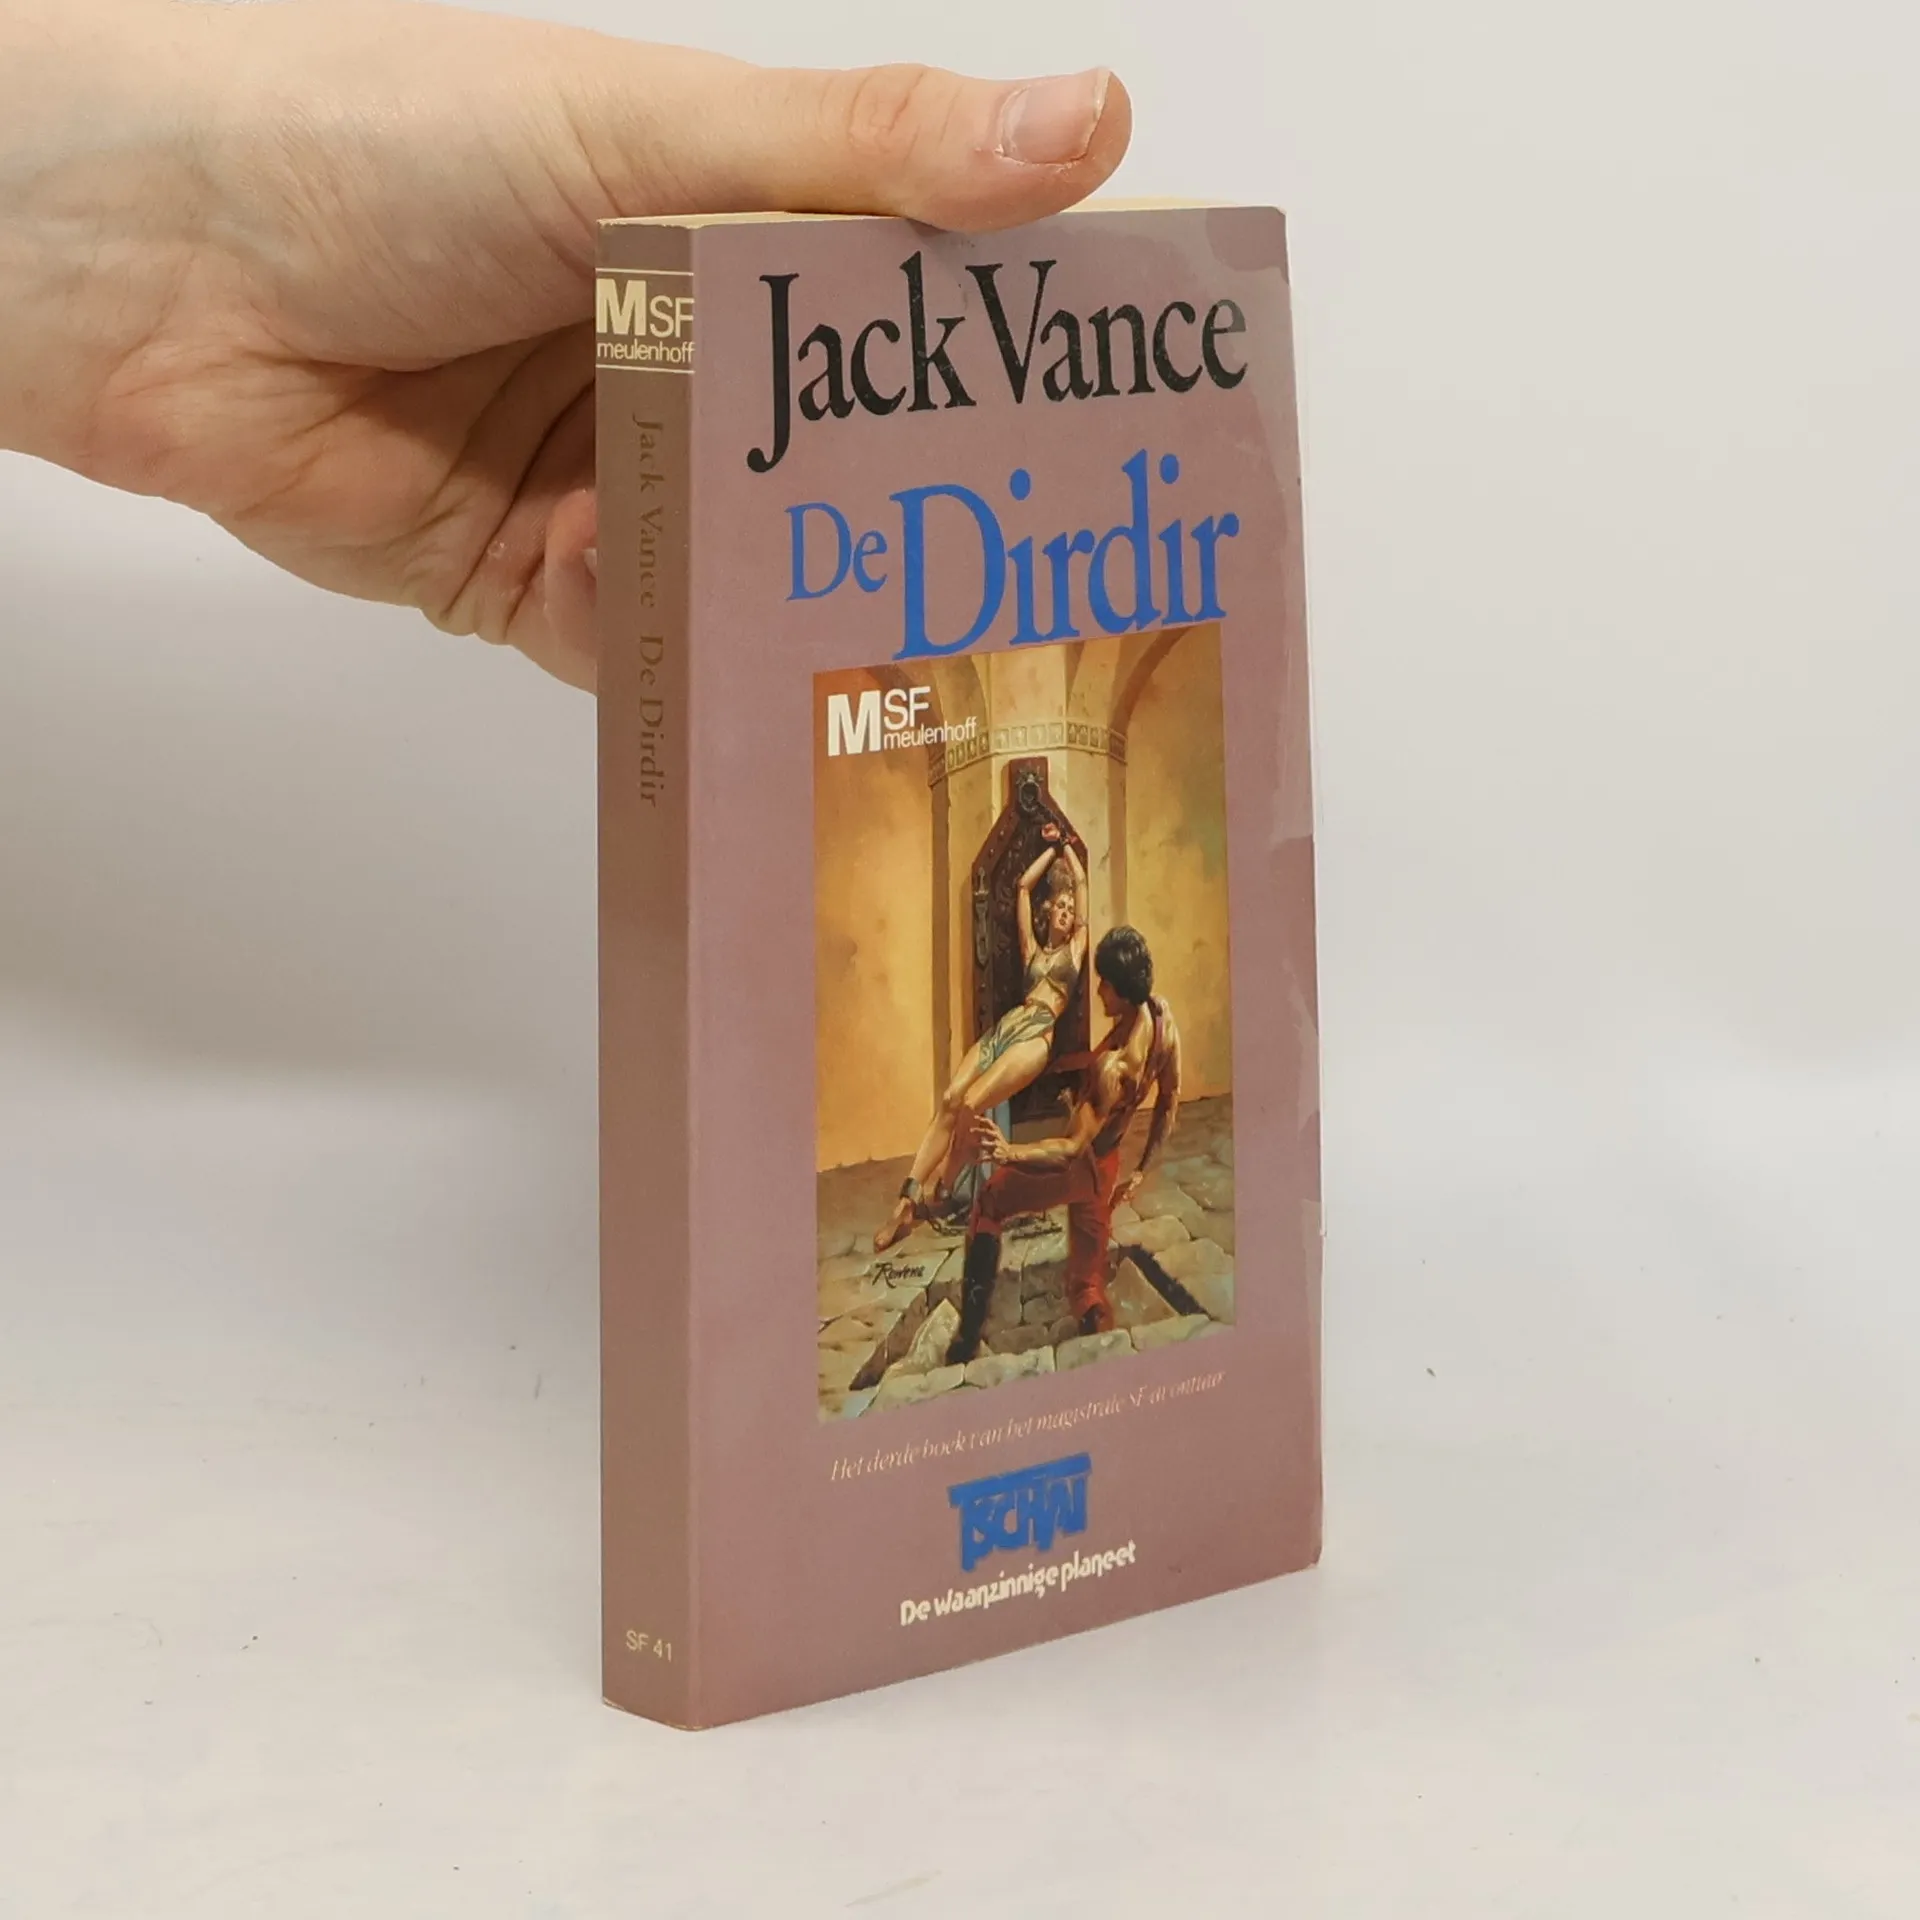 MSF
meulenhoff
Jack Vance De Dirdir
SF 41
Jack Vance
De Dirdir
MSF
meulenhoff
Rowena
Het derde boek van het magistrale SF-avontuur
TSCHAI
De waanzinnige planeet